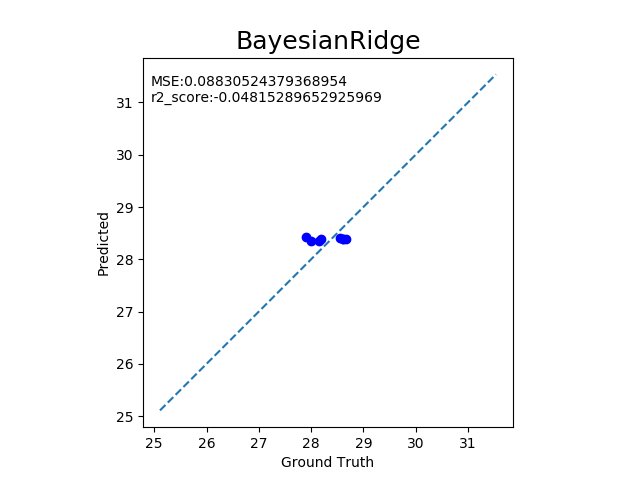 BayesianRidge
MSE:0.08830524379368954
r2_score:-0.04815289652925969
31
30
29
28
27
26
25
Predicted
25 26 27 28 29 30 31
Ground Truth